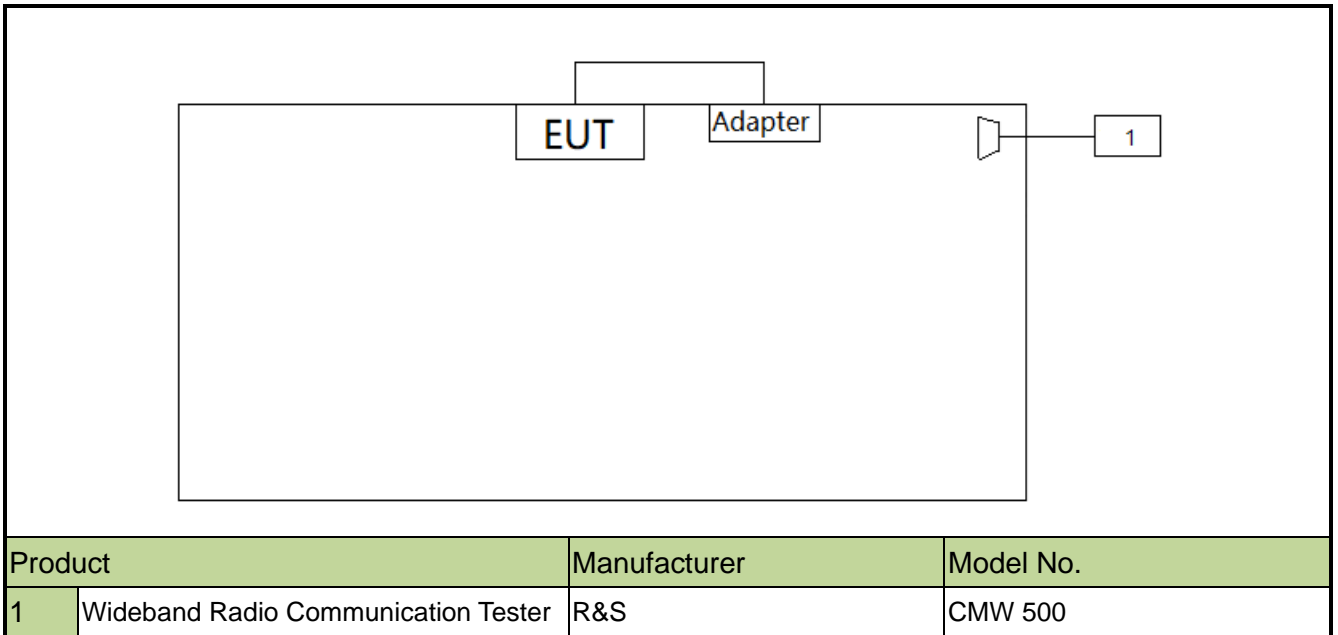 EUT
Adapter
1
Product Manufacturer Model No.
1 Wideband Radio Communication Tester R&S CMW 500